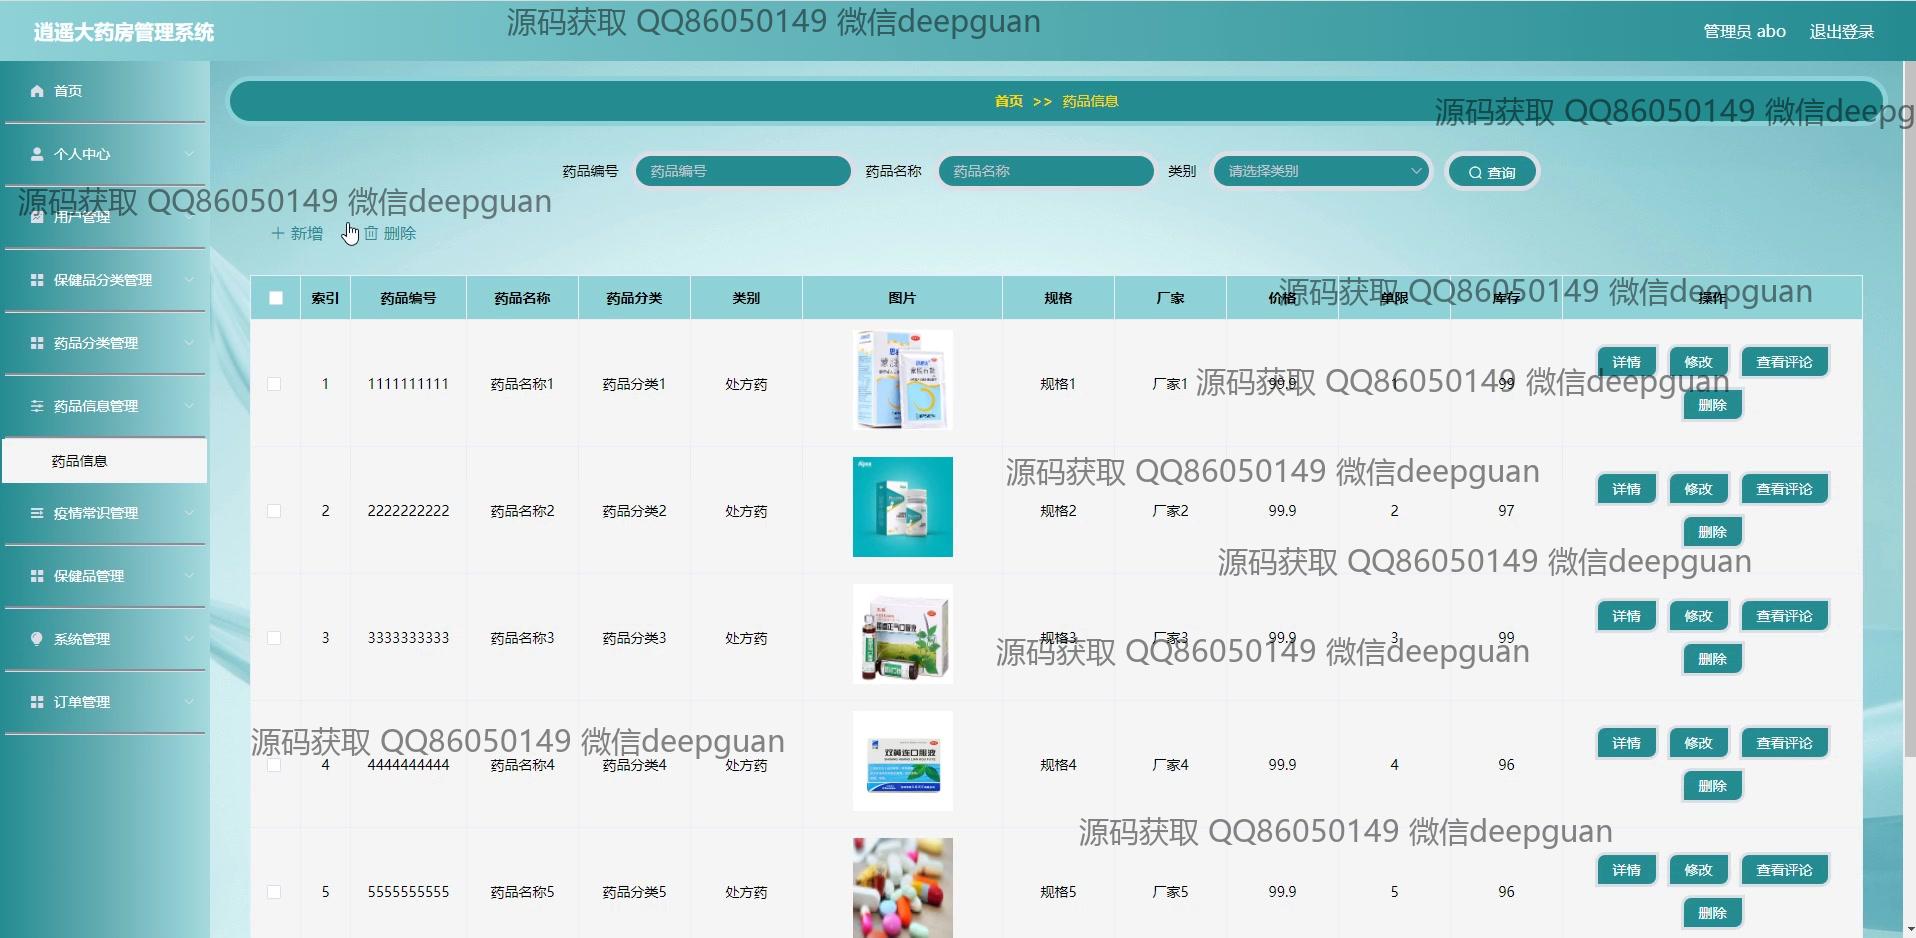 逍遥大药房管理系统
源码获取 QQ86050149 微信deepguan
管理员 abo 退出登录
首页
首页 >> 药品信息
源码获取 QQ86050149 微信deepg
个人中心
药品编号 药品编号 药品名称 药品名称 类别 请选择类别 查询
源码获取 QQ86050149 微信deepguan
用户管理
新增 删除
保健品分类管理
索引 药品编号 药品名称 药品分类 类别 图片 规格 厂家 价格 单限 库存 操作
源码获取 QQ86050149 微信deepguan
药品分类管理
详情 修改 查看评论
1 1111111111 药品名称1 药品分类1 处方药 规格1 厂家1 99.9 1 99
源码获取 QQ86050149 微信deepguan
删除
药品信息管理
药品信息
源码获取 QQ86050149 微信deepguan
详情 修改 查看评论
2 2222222222 药品名称2 药品分类2 处方药 规格2 厂家2 99.9 2 97
疫情常识管理
删除
源码获取 QQ86050149 微信deepguan
保健品管理
详情 修改 查看评论
3 3333333333 药品名称3 药品分类3 处方药 规格3 厂家3 99.9 3 99
系统管理
源码获取 QQ86050149 微信deepguan
删除
订单管理
源码获取 QQ86050149 微信deepguan
详情 修改 查看评论
双黄连口服液
4 4444444444 药品名称4 药品分类4 处方药 规格4 厂家4 99.9 4 96
删除
源码获取 QQ86050149 微信deepguan
详情 修改 查看评论
5 5555555555 药品名称5 药品分类5 处方药 规格5 厂家5 99.9 5 96
删除